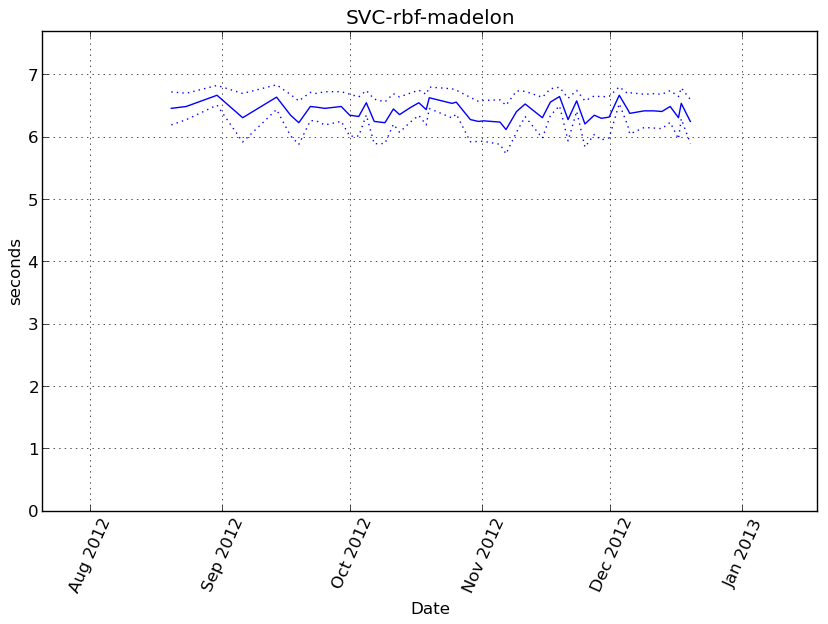 SVC-rbf-madelon
7
6
5
4
3
2
1
0
seconds
Aug 2012
Sep 2012
Oct 2012
Nov 2012
Dec 2012
Jan 2013
Date